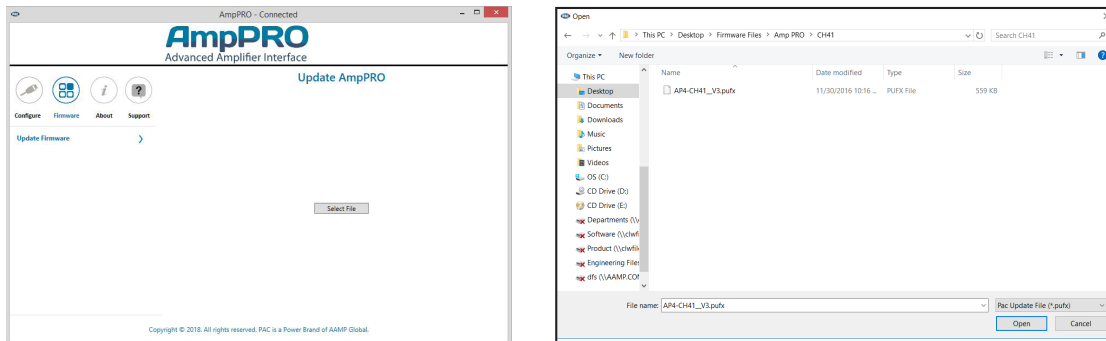 AmpPRO - Connected
AmpPRO
Advanced Amplifier Interface
Configure Firmware About Support
Update Firmware
Update AmpPRO
Select File
Copyright © 2018. All rights reserved. PAC is a Power Brand of AAMP Global.
Open
This PC > Desktop > Firmware Files > Amp PRO > CH41
Search CH41
Organize New folder
Name Date modified Type Size
AP4-CH41__V3.pufx 11/30/2016 10:16 ... PUFX File 559 KB
This PC
Desktop
Documents
Downloads
Music
Pictures
Videos
OS (C:)
CD Drive (D:)
CD Drive (E:)
Departments (\\
Software (\\clwfi
Product (\\clwfil
Engineering Files
dfs (\\AAMP.CO
File name: AP4-CH41__V3.pufx Pac Update File (*.pufx)
Open Cancel